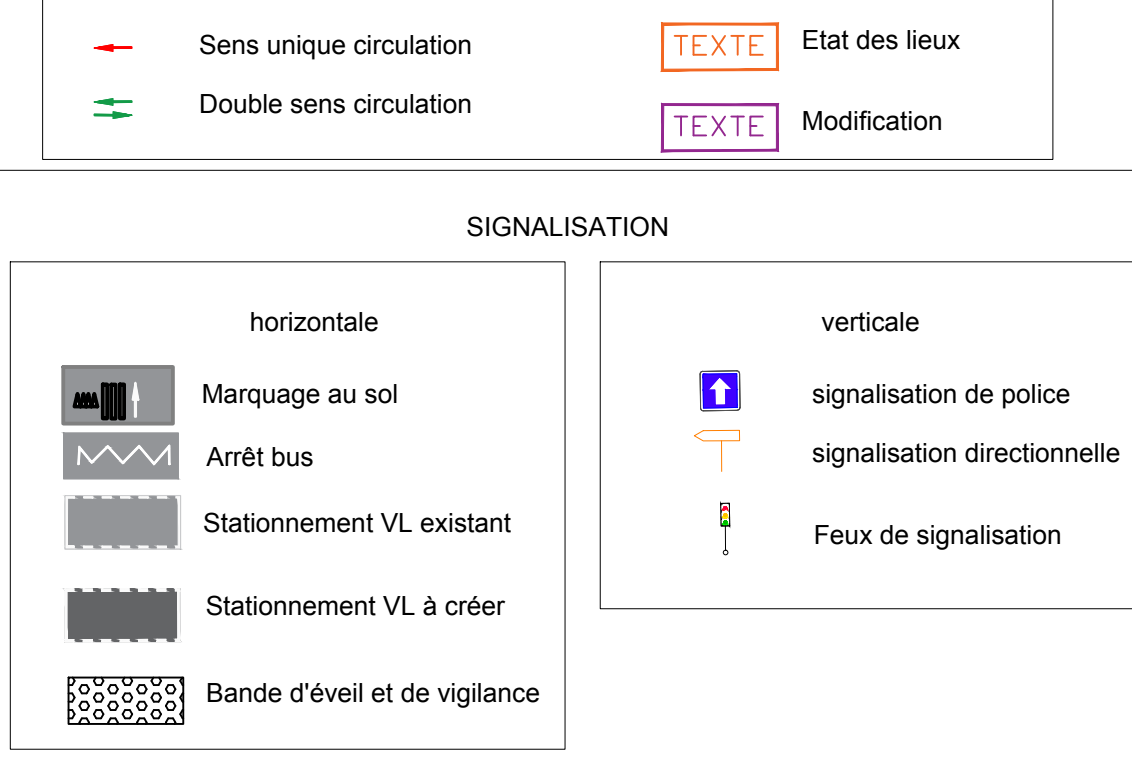 Sens unique circulation
Double sens circulation
TEXTE
Etat des lieux
TEXTE
Modification
SIGNALISATION
horizontale
Marquage au sol
Arrêt bus
Stationnement VL existant
Stationnement VL à créer
Bande d'éveil et de vigilance
verticale
signalisation de police
signalisation directionnelle
Feux de signalisation